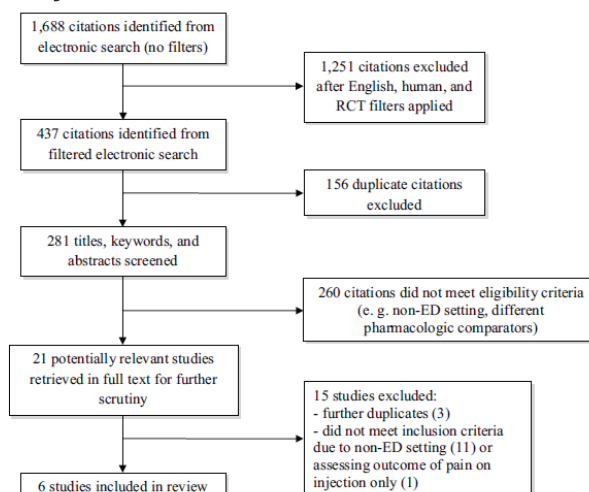 1,688 citations identified from
electronic search (no filters)
1,251 citations excluded
after English, human, and
RCT filters applied
437 citations identified from
filtered electronic search
156 duplicate citations
excluded
281 titles, keywords, and
abstracts screened
260 citations did not meet eligibility criteria
(e. g. non-ED setting, different
pharmacologic comparators)
21 potentially relevant studies
retrieved in full text for further
scrutiny
15 studies excluded:
- further duplicates (3)
- did not meet inclusion criteria
due to non-ED setting (11) or
assessing outcome of pain on
injection only (1)
6 studies included in review